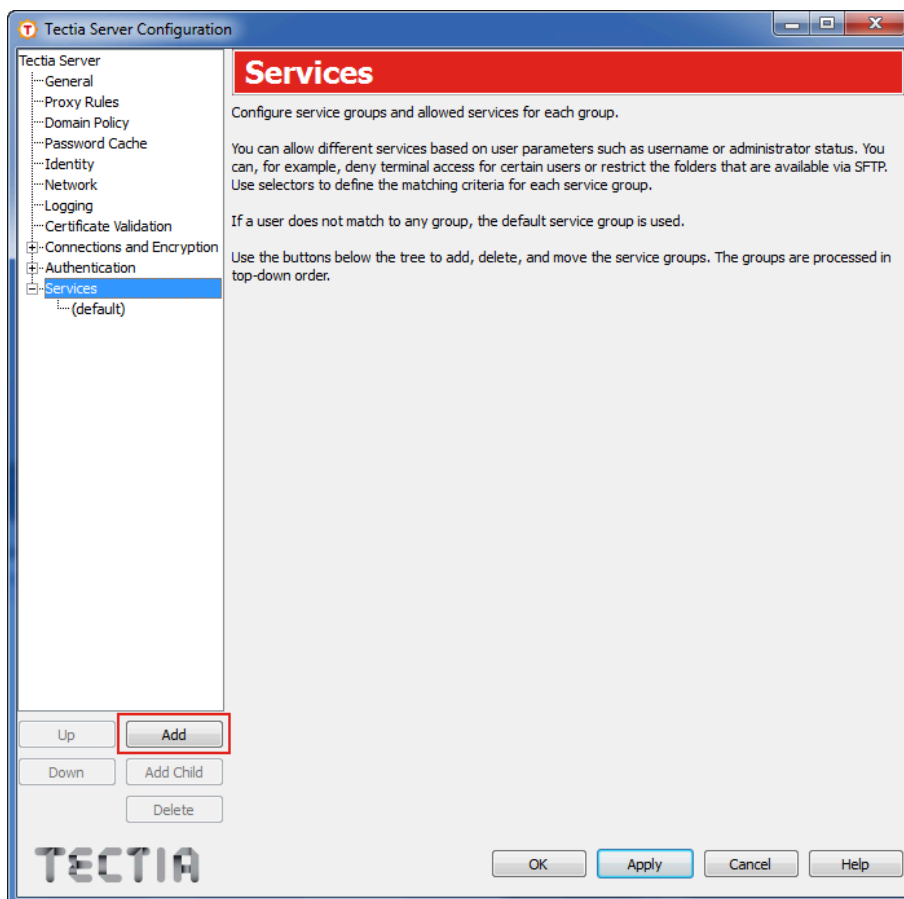 Tectia Server Configuration
Tectia Server
General
Proxy Rules
Domain Policy
Password Cache
Identity
Network
Logging
Certificate Validation
Connections and Encryption
Authentication
Services
(default)
Up
Add
Down
Add Child
Delete
TECTIA
Services
Configure service groups and allowed services for each group.
You can allow different services based on user parameters such as username or administrator status. You
can, for example, deny terminal access for certain users or restrict the folders that are available via SFTP.
Use selectors to define the matching criteria for each service group.
If a user does not match to any group, the default service group is used.
Use the buttons below the tree to add, delete, and move the service groups. The groups are processed in
top-down order.
OK
Apply
Cancel
Help